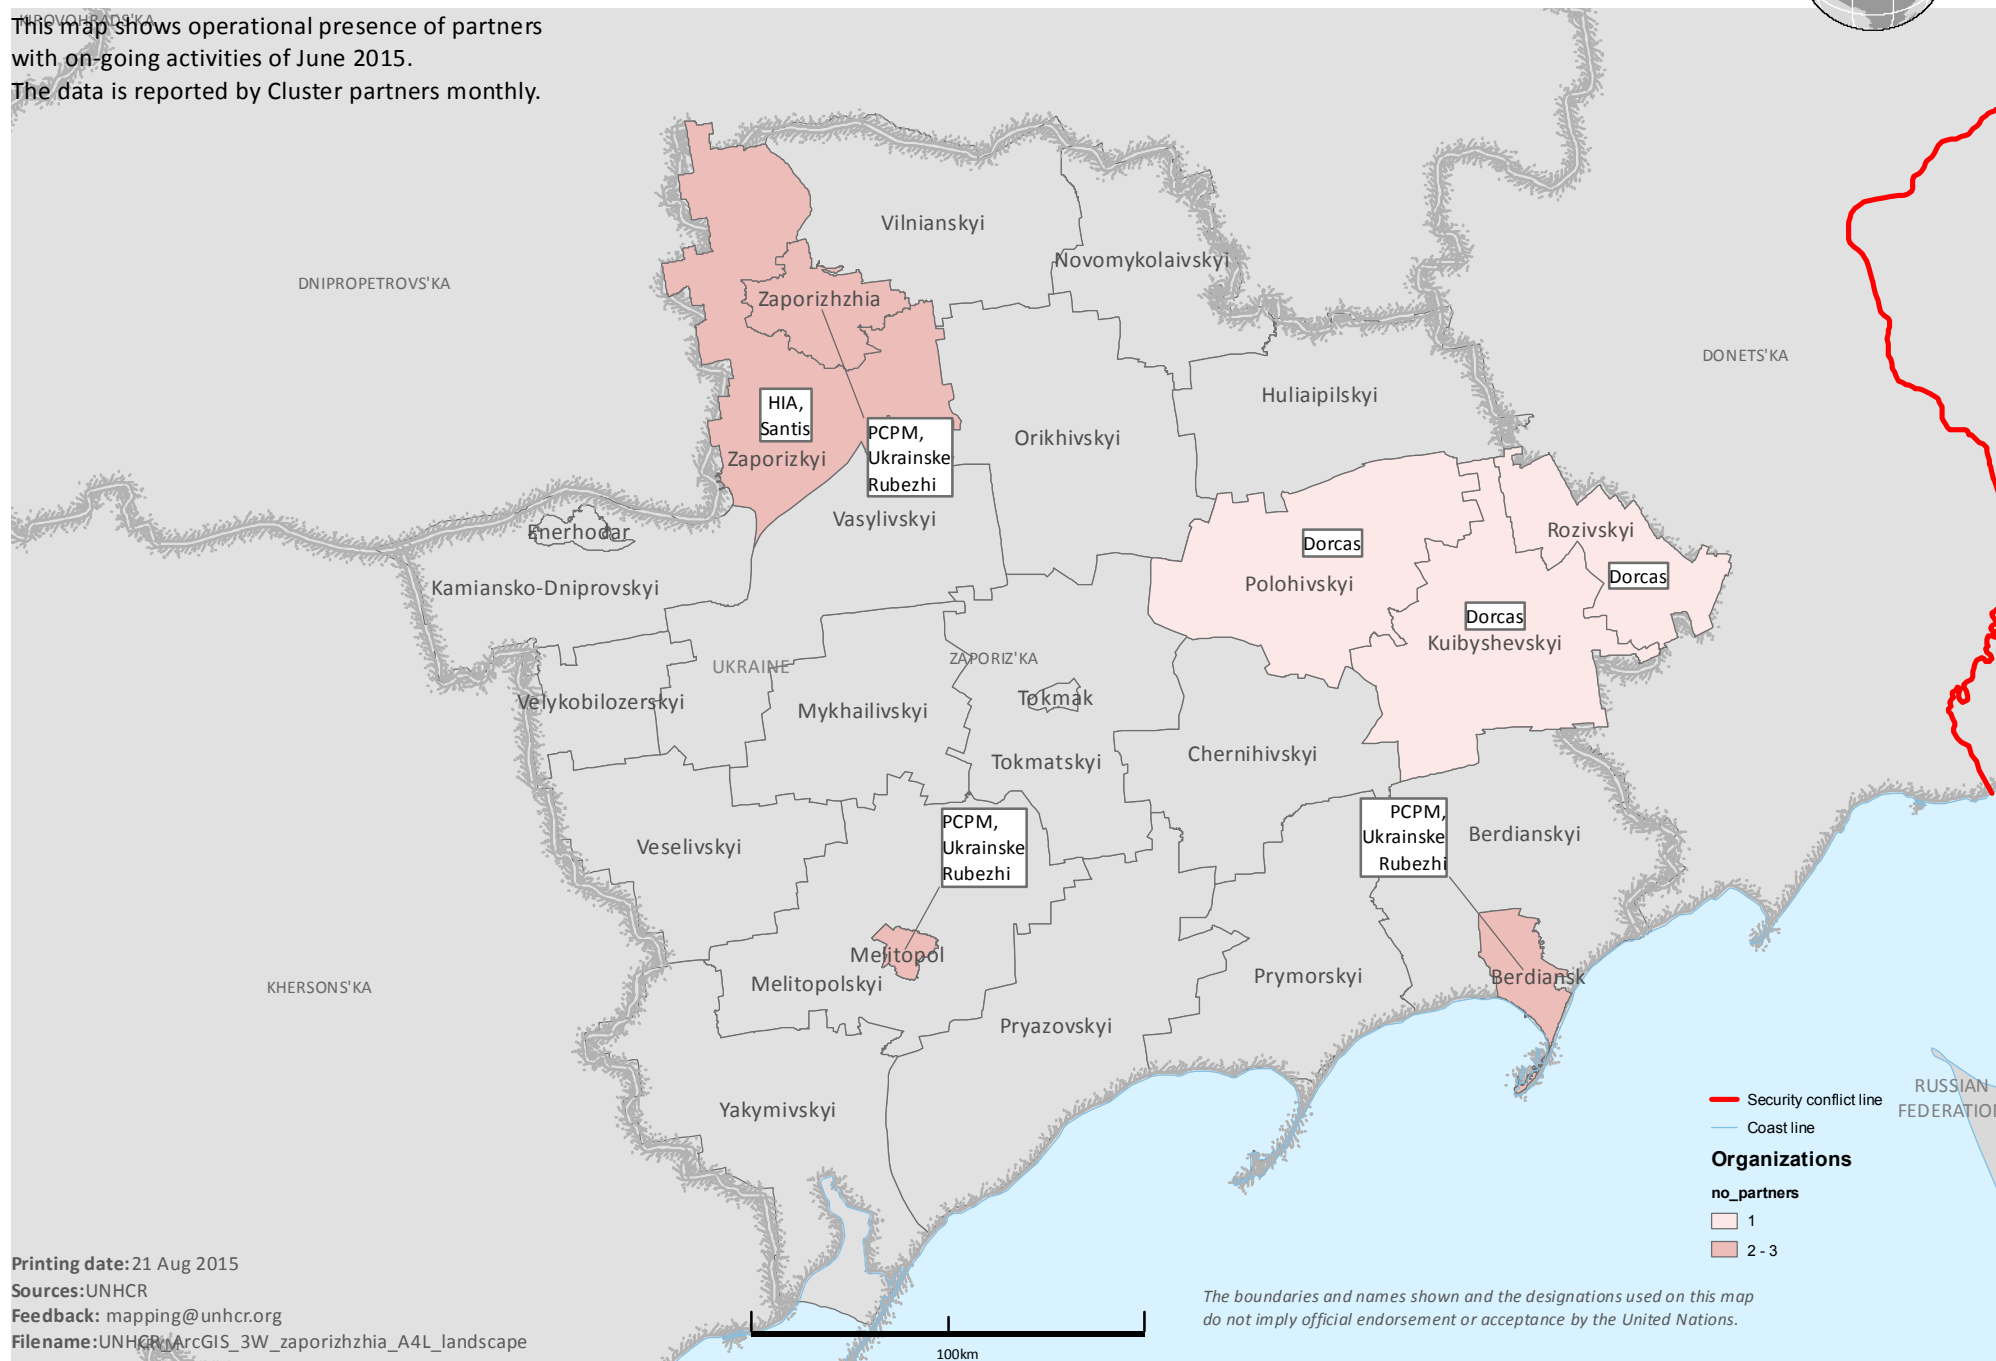 KIROVOHRADS'KA
This map shows operational presence of partners
with on-going activities of June 2015.
The data is reported by Cluster partners monthly.
Vilnianskyi
Novomykolaivskyi
DNIPROPETROVS'KA
Zaporizhzhia
DONETS'KA
Huliaipilskyi
HIA,
Santis
Zaporizkyi
PCPM,
Ukrainske
Rubezhi
Orikhivskyi
Vasylivskyi
Enerhodar
Kamiansko-Dniprovskyi
Dorcas
Polohivskyi
Rozivskyi
Dorcas
Dorcas
Kuibyshevskyi
UKRAINE
ZAPORIZ'KA
Velykobilozerskyi
Mykhailivskyi
Tokmak
Tokmatskyi
Chernihivskyi
Veselivskyi
PCPM,
Ukrainske
Rubezhi
PCPM,
Ukrainske
Rubezhi
Berdianskyi
Melitopol
Melitopolskyi
Prymorskyi
Berdiansk
KHERSONS'KA
Pryazovskyi
Yakymivskyi
RUSSIAN
FEDERATION
Security conflict line
Coast line
Organizations
no_partners
1
2 - 3
Printing date: 21 Aug 2015
Sources:UNHCR
Feedback: mapping@unhcr.org
Filename:UNHCR_ArcGIS_3W_zaporizhzhia_A4L_landscape
100km
The boundaries and names shown and the designations used on this map
do not imply official endorsement or acceptance by the United Nations.